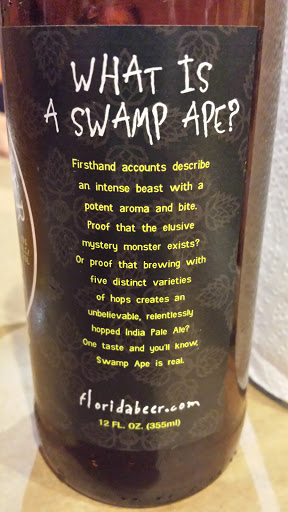 WHAT IS
A SWAMP APE?
Firsthand accounts describe
an intense beast with a
potent aroma and bite.
Proof that the elusive
mystery monster exists?
Or proof that brewing with
five distinct varieties
of hops creates an
unbelievable, relentlessly
hopped India Pale Ale?
One taste and you'll know,
Swamp Ape is real.
floridabeer.com
12 FL. OZ. (355ml)